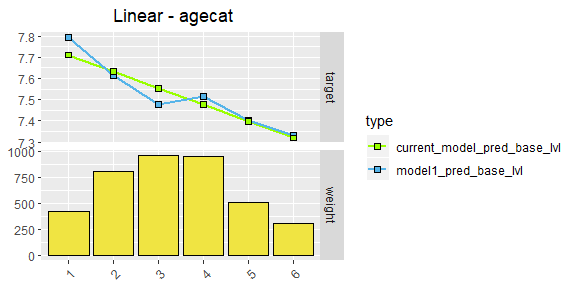 Linear - agecat
7.8
7.7
7.6
7.5
7.4
7.3
target
1000
750
500
250
0
weight
1
2
3
4
5
6
type
current_model_pred_base_lvl
model1_pred_base_lvl